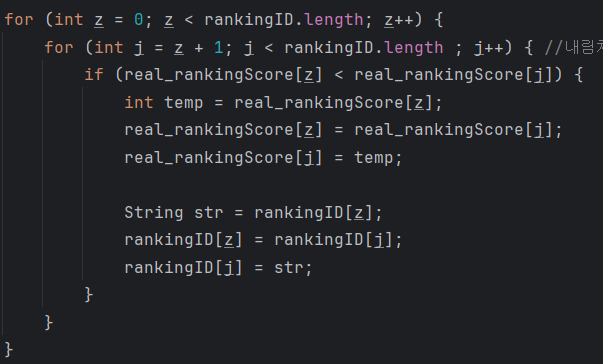 for (int z = 0; z < rankingID.length; z++) {
    for (int j = z + 1; j < rankingID.length ; j++) { //내림차
        if (real_rankingScore[z] < real_rankingScore[j]) {
            int temp = real_rankingScore[z];
            real_rankingScore[z] = real_rankingScore[j];
            real_rankingScore[j] = temp;

            String str = rankingID[z];
            rankingID[z] = rankingID[j];
            rankingID[j] = str;
        }
    }
}